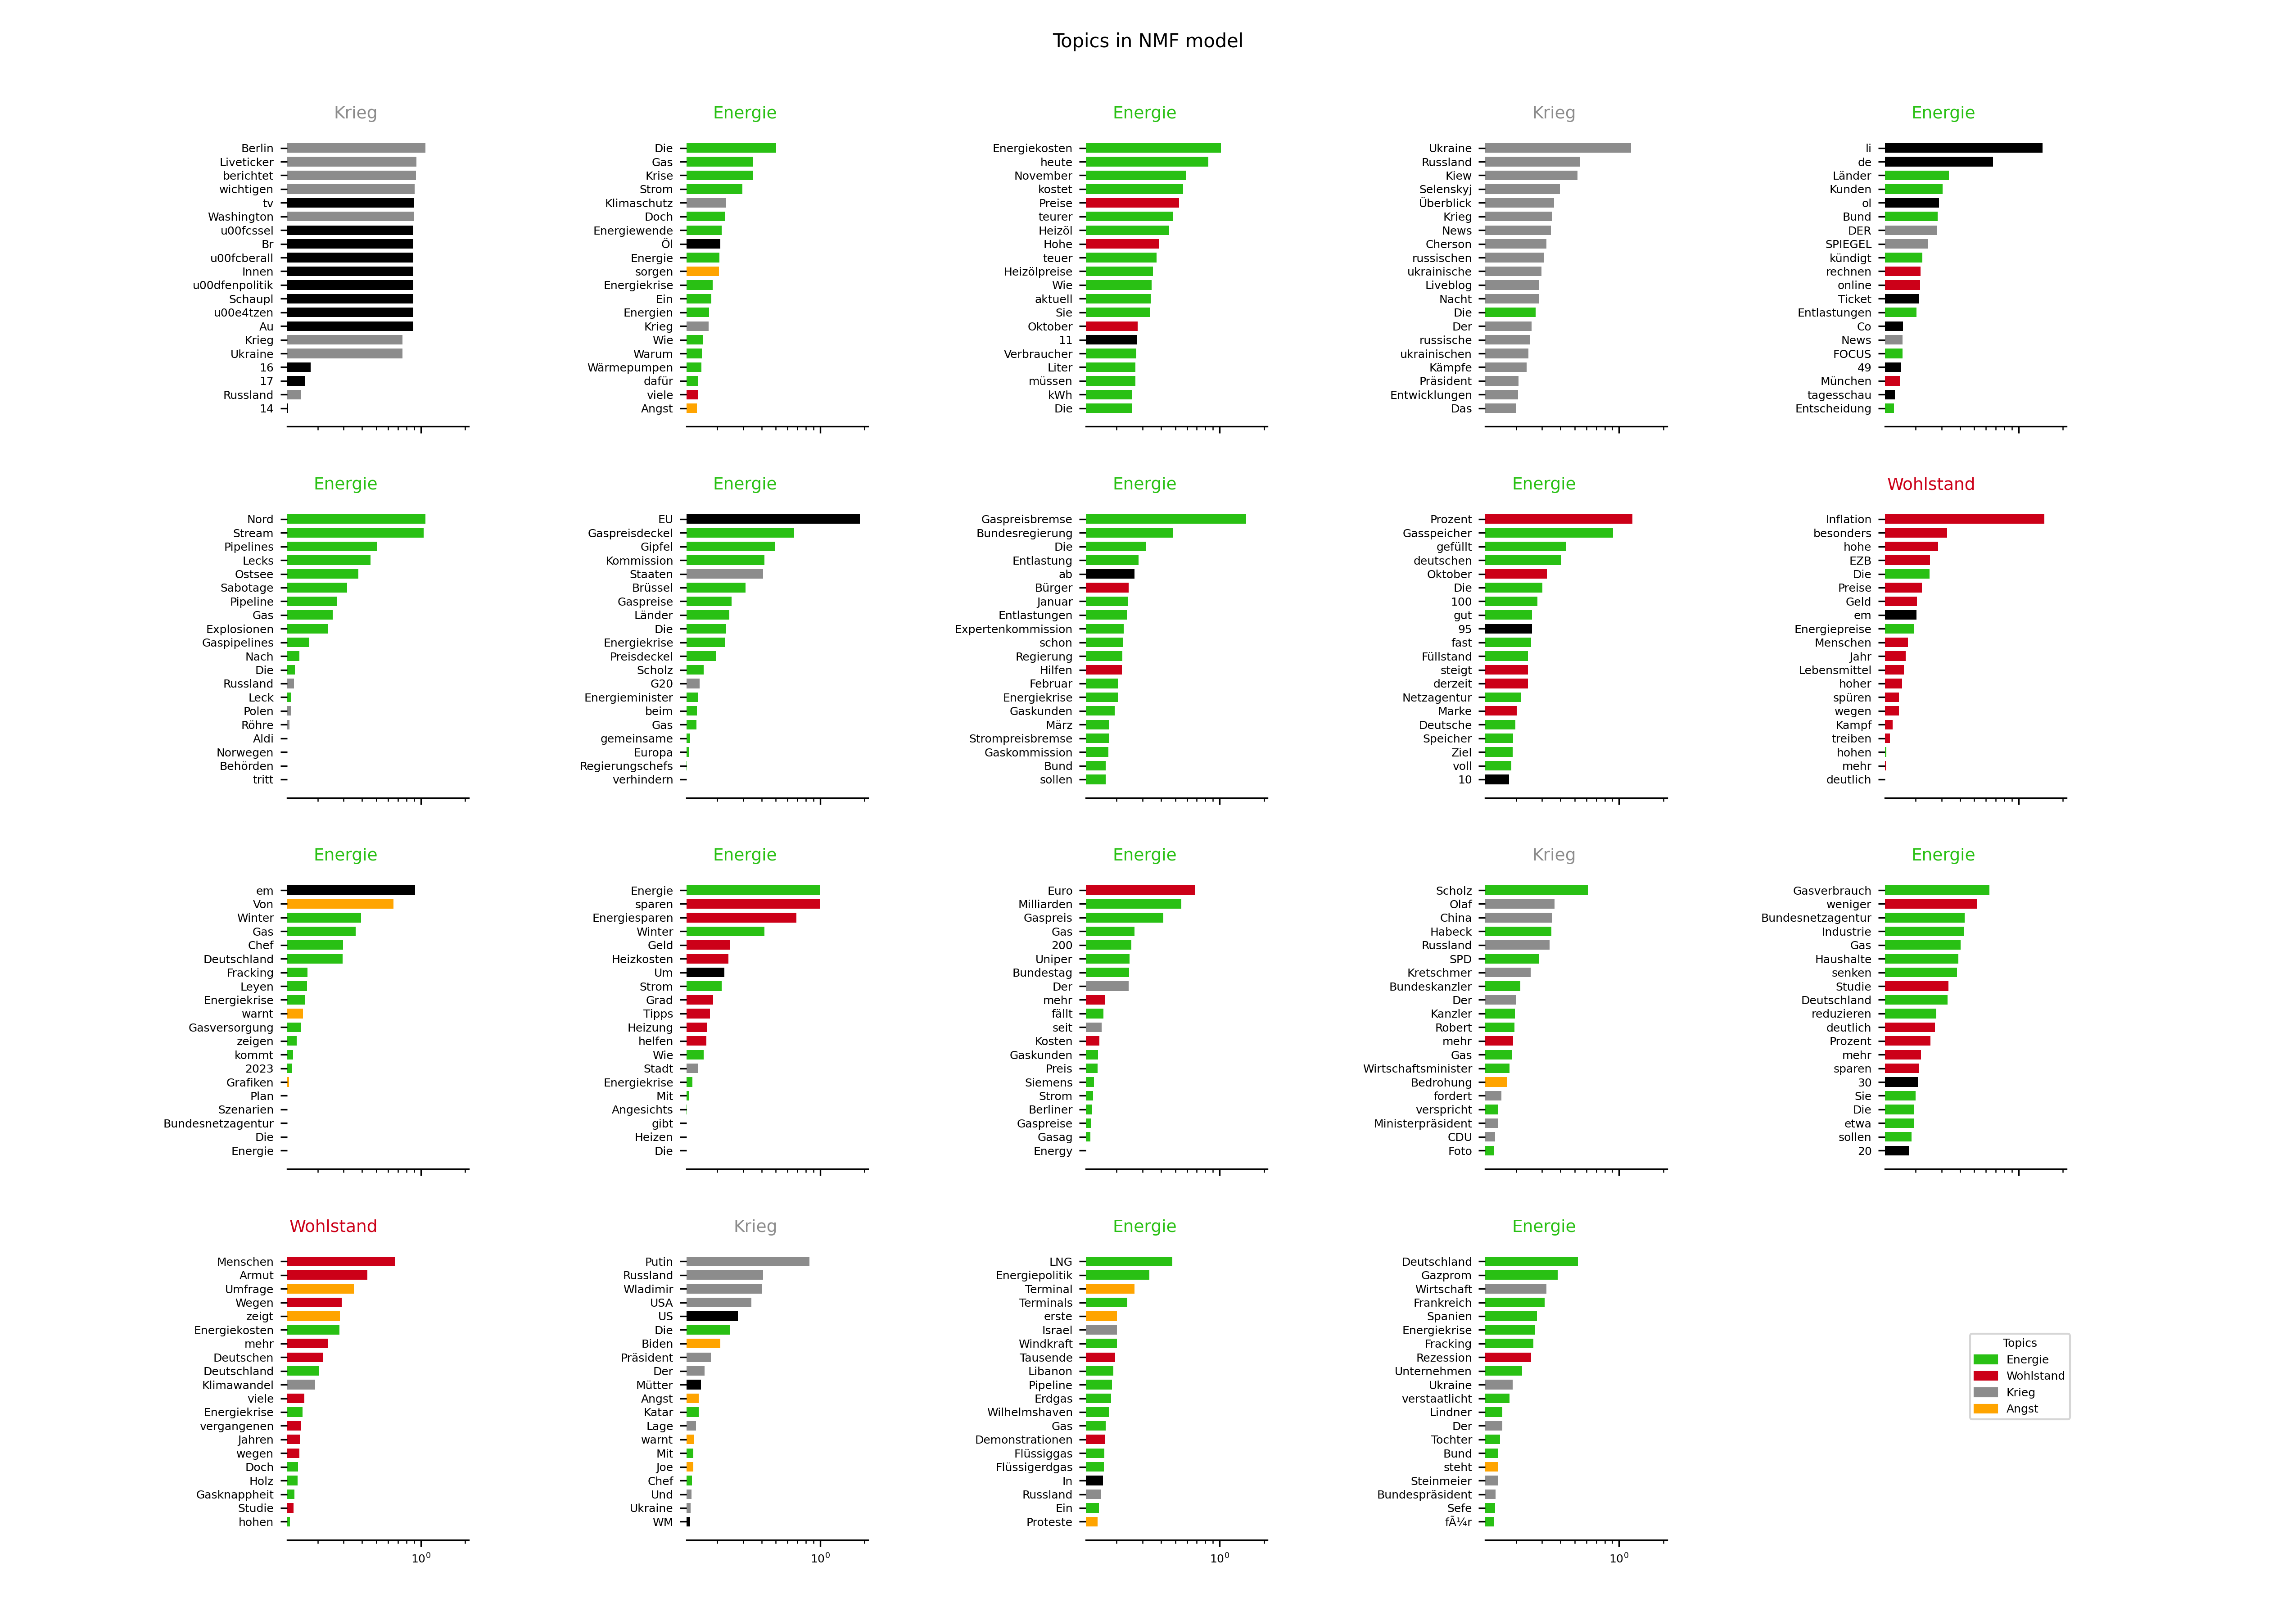 Topics in NMF model
Krieg
Berlin
Liveticker
berichtet
wichtigen
tv
Washington
u00fcssel
Br
u00fcberall
Innen
u00dfenpolitik
Schaupl
u00e4tzen
Au
Krieg
Ukraine
16
17
Russland
14
Energie
Die
Gas
Krise
Strom
Klimaschutz
Doch
Energiewende
Öl
Energie
sorgen
Energiekrise
Ein
Energien
Krieg
Wie
Warum
Wärmepumpen
dafür
viele
Angst
Energie
Energiekosten
heute
November
kostet
Preise
teurer
Heizöl
Hohe
teuer
Heizölpreise
Wie
aktuell
Sie
Oktober
11
Verbraucher
Liter
müssen
kWh
Die
Krieg
Ukraine
Russland
Kiew
Selenskyj
Überblick
Krieg
News
Cherson
russischen
ukrainische
Liveblog
Nacht
Die
Der
russische
ukrainischen
Kämpfe
Präsident
Entwicklungen
Das
Energie
li
de
Länder
Kunden
ol
Bund
DER
SPIEGEL
kündigt
rechnen
online
Ticket
Entlastungen
Co
News
FOCUS
49
München
tagesschau
Entscheidung
Energie
Nord
Stream
Pipelines
Lecks
Ostsee
Sabotage
Pipeline
Gas
Explosionen
Gaspipelines
Nach
Die
Russland
Leck
Polen
Röhre
Aldi
Norwegen
Behörden
tritt
Energie
EU
Gaspreisdeckel
Gipfel
Kommission
Staaten
Brüssel
Gaspreise
Länder
Die
Energiekrise
Preisdeckel
Scholz
G20
Energieminister
beim
Gas
gemeinsame
Europa
Regierungschefs
verhindern
Energie
Gaspreisbremse
Bundesregierung
Die
Entlastung
ab
Bürger
Januar
Entlastungen
Expertenkommission
schon
Regierung
Hilfen
Februar
Energiekrise
Gaskunden
März
Strompreisbremse
Gaskommission
Bund
sollen
Energie
Prozent
Gasspeicher
gefüllt
deutschen
Oktober
Die
100
gut
95
fast
Füllstand
steigt
derzeit
Netzagentur
Marke
Deutsche
Speicher
Ziel
voll
10
Wohlstand
Inflation
besonders
hohe
EZB
Die
Preise
Geld
em
Energiepreise
Menschen
Jahr
Lebensmittel
hoher
spüren
wegen
Kampf
treiben
hohen
mehr
deutlich
Energie
em
Von
Winter
Gas
Chef
Deutschland
Fracking
Leyen
Energiekrise
warnt
Gasversorgung
zeigen
kommt
2023
Grafiken
Plan
Szenarien
Bundesnetzagentur
Die
Energie
Energie
Energie
sparen
Energiesparen
Winter
Geld
Heizkosten
Um
Strom
Grad
Tipps
Heizung
helfen
Wie
Stadt
Energiekrise
Mit
Angesichts
gibt
Heizen
Die
Energie
Euro
Milliarden
Gaspreis
Gas
200
Uniper
Bundestag
Der
mehr
fällt
seit
Kosten
Gaskunden
Preis
Siemens
Strom
Berliner
Gaspreise
Gasag
Energy
Krieg
Scholz
Olaf
China
Habeck
Russland
SPD
Kretschmer
Bundeskanzler
Der
Kanzler
Robert
mehr
Gas
Wirtschaftsminister
Bedrohung
fordert
verspricht
Ministerpräsident
CDU
Foto
Energie
Gasverbrauch
weniger
Bundesnetzagentur
Industrie
Gas
Haushalte
senken
Studie
Deutschland
reduzieren
deutlich
Prozent
mehr
sparen
30
Sie
Die
etwa
sollen
20
Wohlstand
Menschen
Armut
Umfrage
Wegen
zeigt
Energiekosten
mehr
Deutschen
Deutschland
Klimawandel
viele
Energiekrise
vergangenen
Jahren
wegen
Doch
Holz
Gasknappheit
Studie
hohen
10⁰
Krieg
Putin
Russland
Wladimir
USA
US
Die
Biden
Präsident
Der
Mütter
Angst
Katar
Lage
warnt
Mit
Joe
Chef
Und
Ukraine
WM
10⁰
Energie
LNG
Energiepolitik
Terminal
Terminals
erste
Israel
Windkraft
Tausende
Libanon
Pipeline
Erdgas
Wilhelmshaven
Gas
Demonstrationen
Flüssiggas
Flüssigerdgas
In
Russland
Ein
Proteste
10⁰
Energie
Deutschland
Gazprom
Wirtschaft
Frankreich
Spanien
Energiekrise
Fracking
Rezession
Unternehmen
Ukraine
verstaatlicht
Lindner
Der
Tochter
Bund
steht
Steinmeier
Bundespräsident
Sefe
fÃ¼r
10⁰
Topics
Energie
Wohlstand
Krieg
Angst